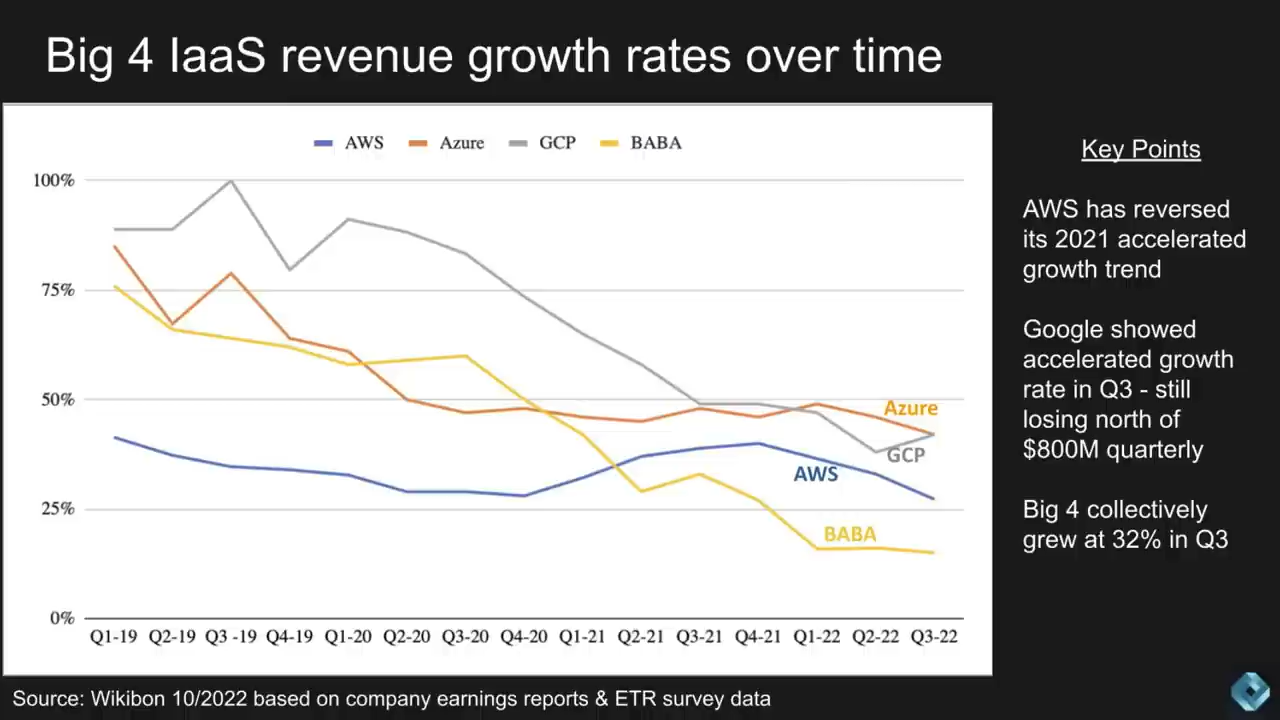 Big 4 IaaS revenue growth rates over time
AWS Azure GCP BABA
100%
75%
50%
25%
0%
Azure
GCP
AWS
BABA
Q1-19 Q2-19 Q3 -19 Q4-19 Q1-20 Q2-20 Q3-20 Q4-20 Q1-21 Q2-21 Q3-21 Q4-21 Q1-22 Q2-22 Q3-22
Key Points
AWS has reversed
its 2021 accelerated
growth trend
Google showed
accelerated growth
rate in Q3 - still
losing north of
$800M quarterly
Big 4 collectively
grew at 32% in Q3
Source: Wikibon 10/2022 based on company earnings reports & ETR survey data